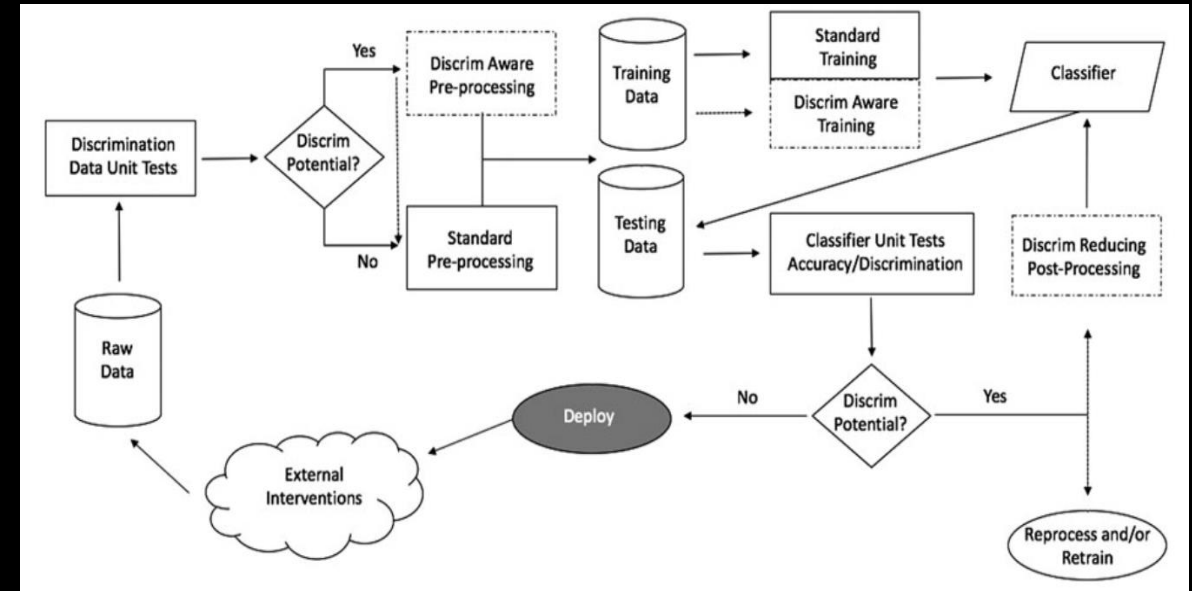 Yes
Discrim Aware
Pre-processing
Training
Data
Standard
Training
Discrim Aware
Training
Classifier
Discrimination
Data Unit Tests
Discrim
Potential?
No
Standard
Pre-processing
Testing
Data
Classifier Unit Tests
Accuracy/Discrimination
Discrim Reducing
Post-Processing
Raw
Data
Deploy
No
Discrim
Potential?
Yes
External
Interventions
Reprocess and/or
Retrain